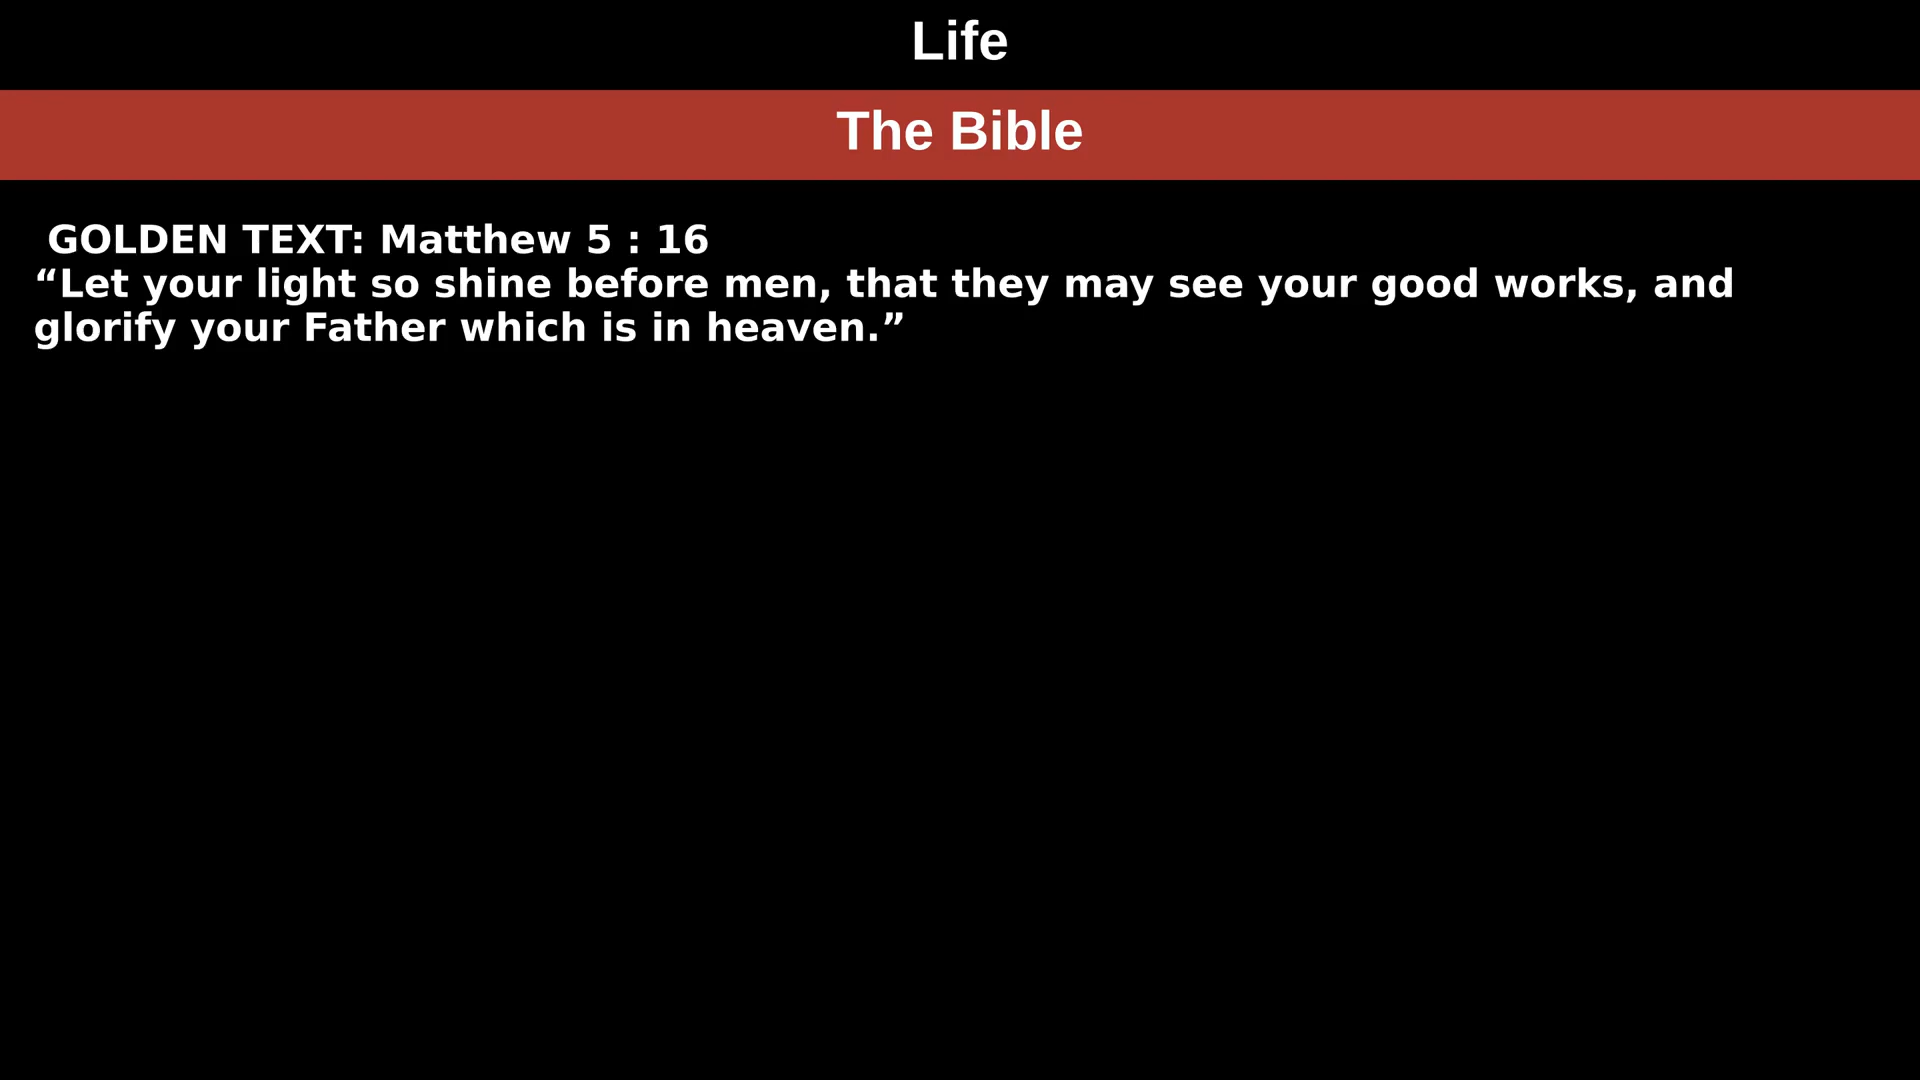 Life
The Bible
GOLDEN TEXT: Matthew 5 : 16
“Let your light so shine before men, that they may see your good works, and
glorify your Father which is in heaven.”